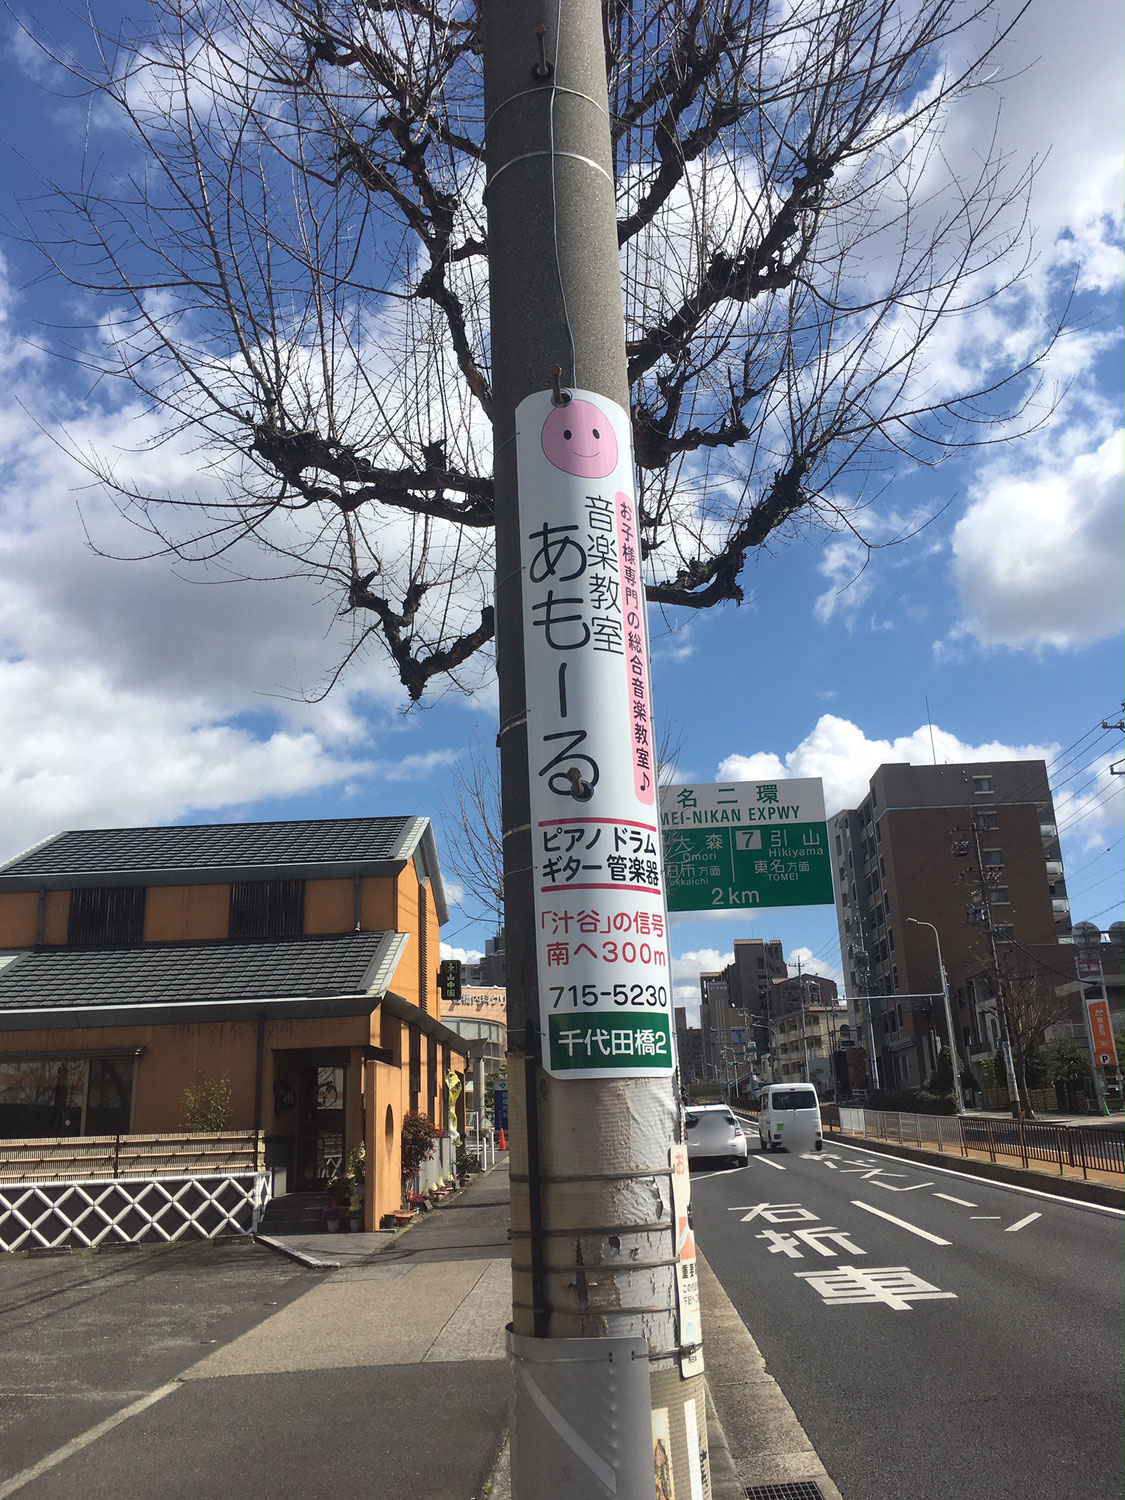 お子様専門の総合音楽教室♪
音楽教室
あもーる
ピアノ ドラム
ギター 管楽器
「汁谷」の信号
南へ300m
715-5230
千代田橋2
名二環
MEI-NIKAN EXPWY
大森
Omori
方面
okkaichi
7 引山
Hikiyama
東名方面
TOMEI
2km
右折車